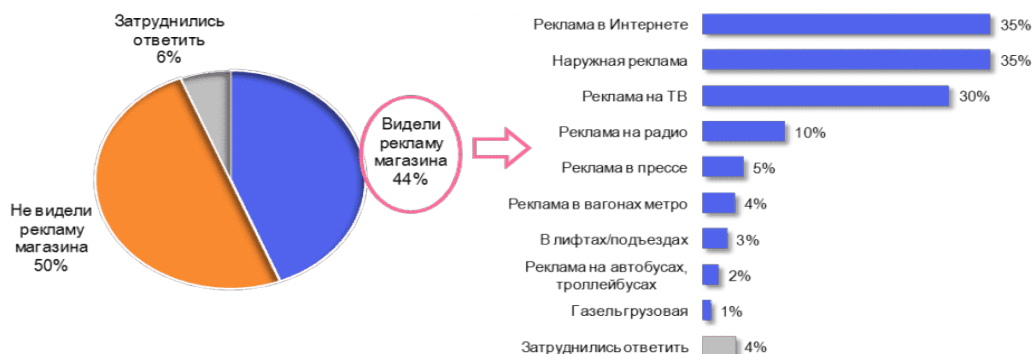 Затруднились
ответить
6%
Видели
рекламу
магазина
44%
Не видели
рекламу
магазина
50%
Реклама в Интернете 35%
Наружная реклама 35%
Реклама на ТВ 30%
Реклама на радио 10%
Реклама в прессе 5%
Реклама в вагонах метро 4%
В лифтах/подъездах 3%
Реклама на автобусах,
троллейбусах 2%
Газель грузовая 1%
Затруднились ответить 4%